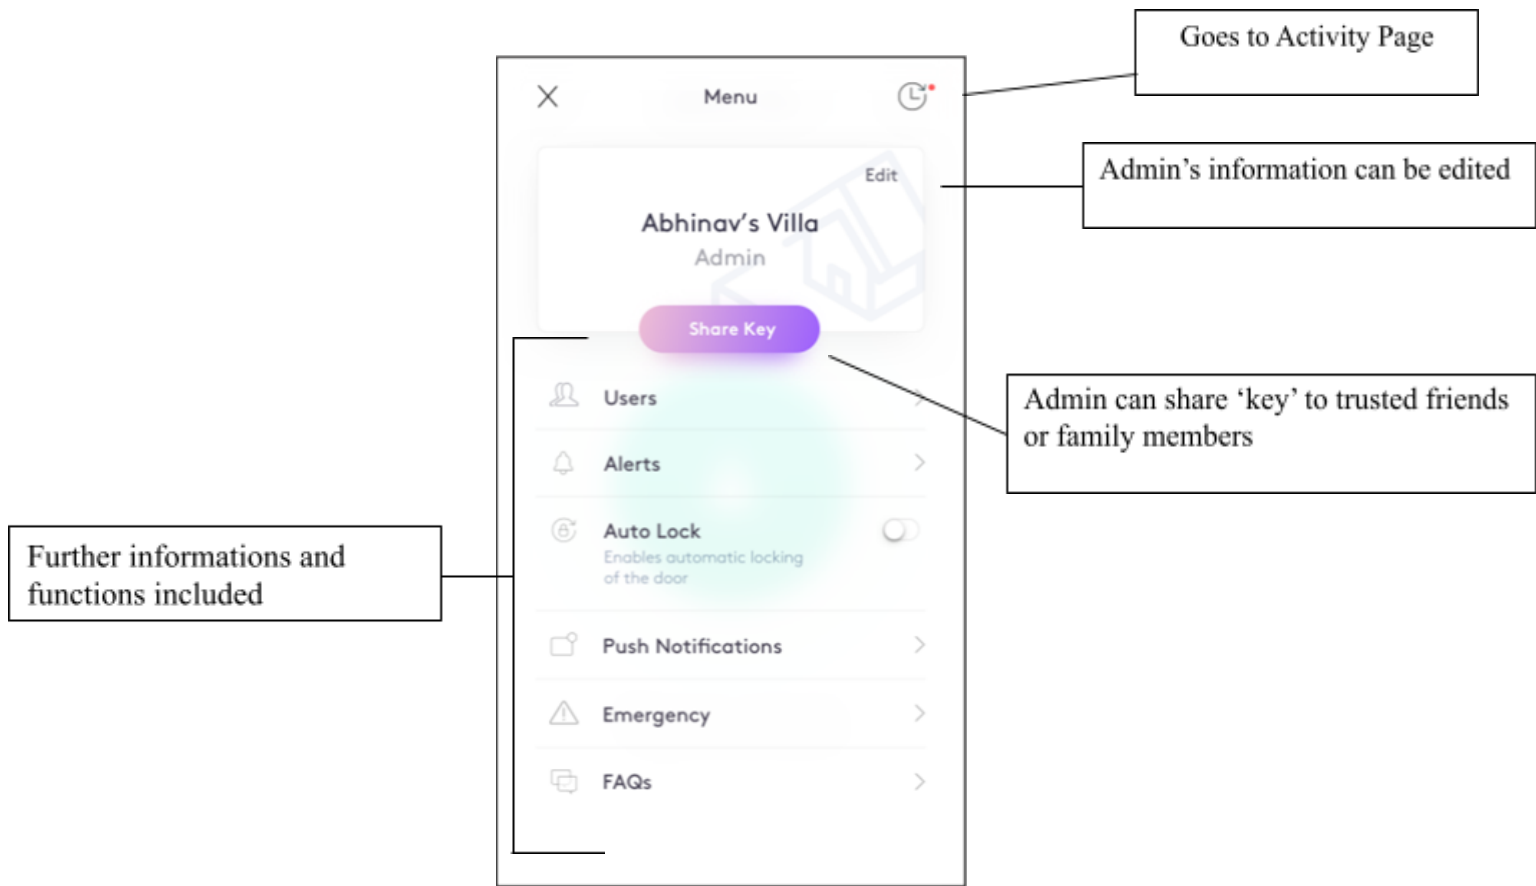 Goes to Activity Page
Menu
Admin’s information can be edited
Edit
Abhinav’s Villa
Admin
Share Key
Admin can share ‘key’ to trusted friends
or family members
Users
Alerts
Auto Lock
Enables automatic locking
of the door
Further informations and
functions included
Push Notifications
Emergency
FAQs